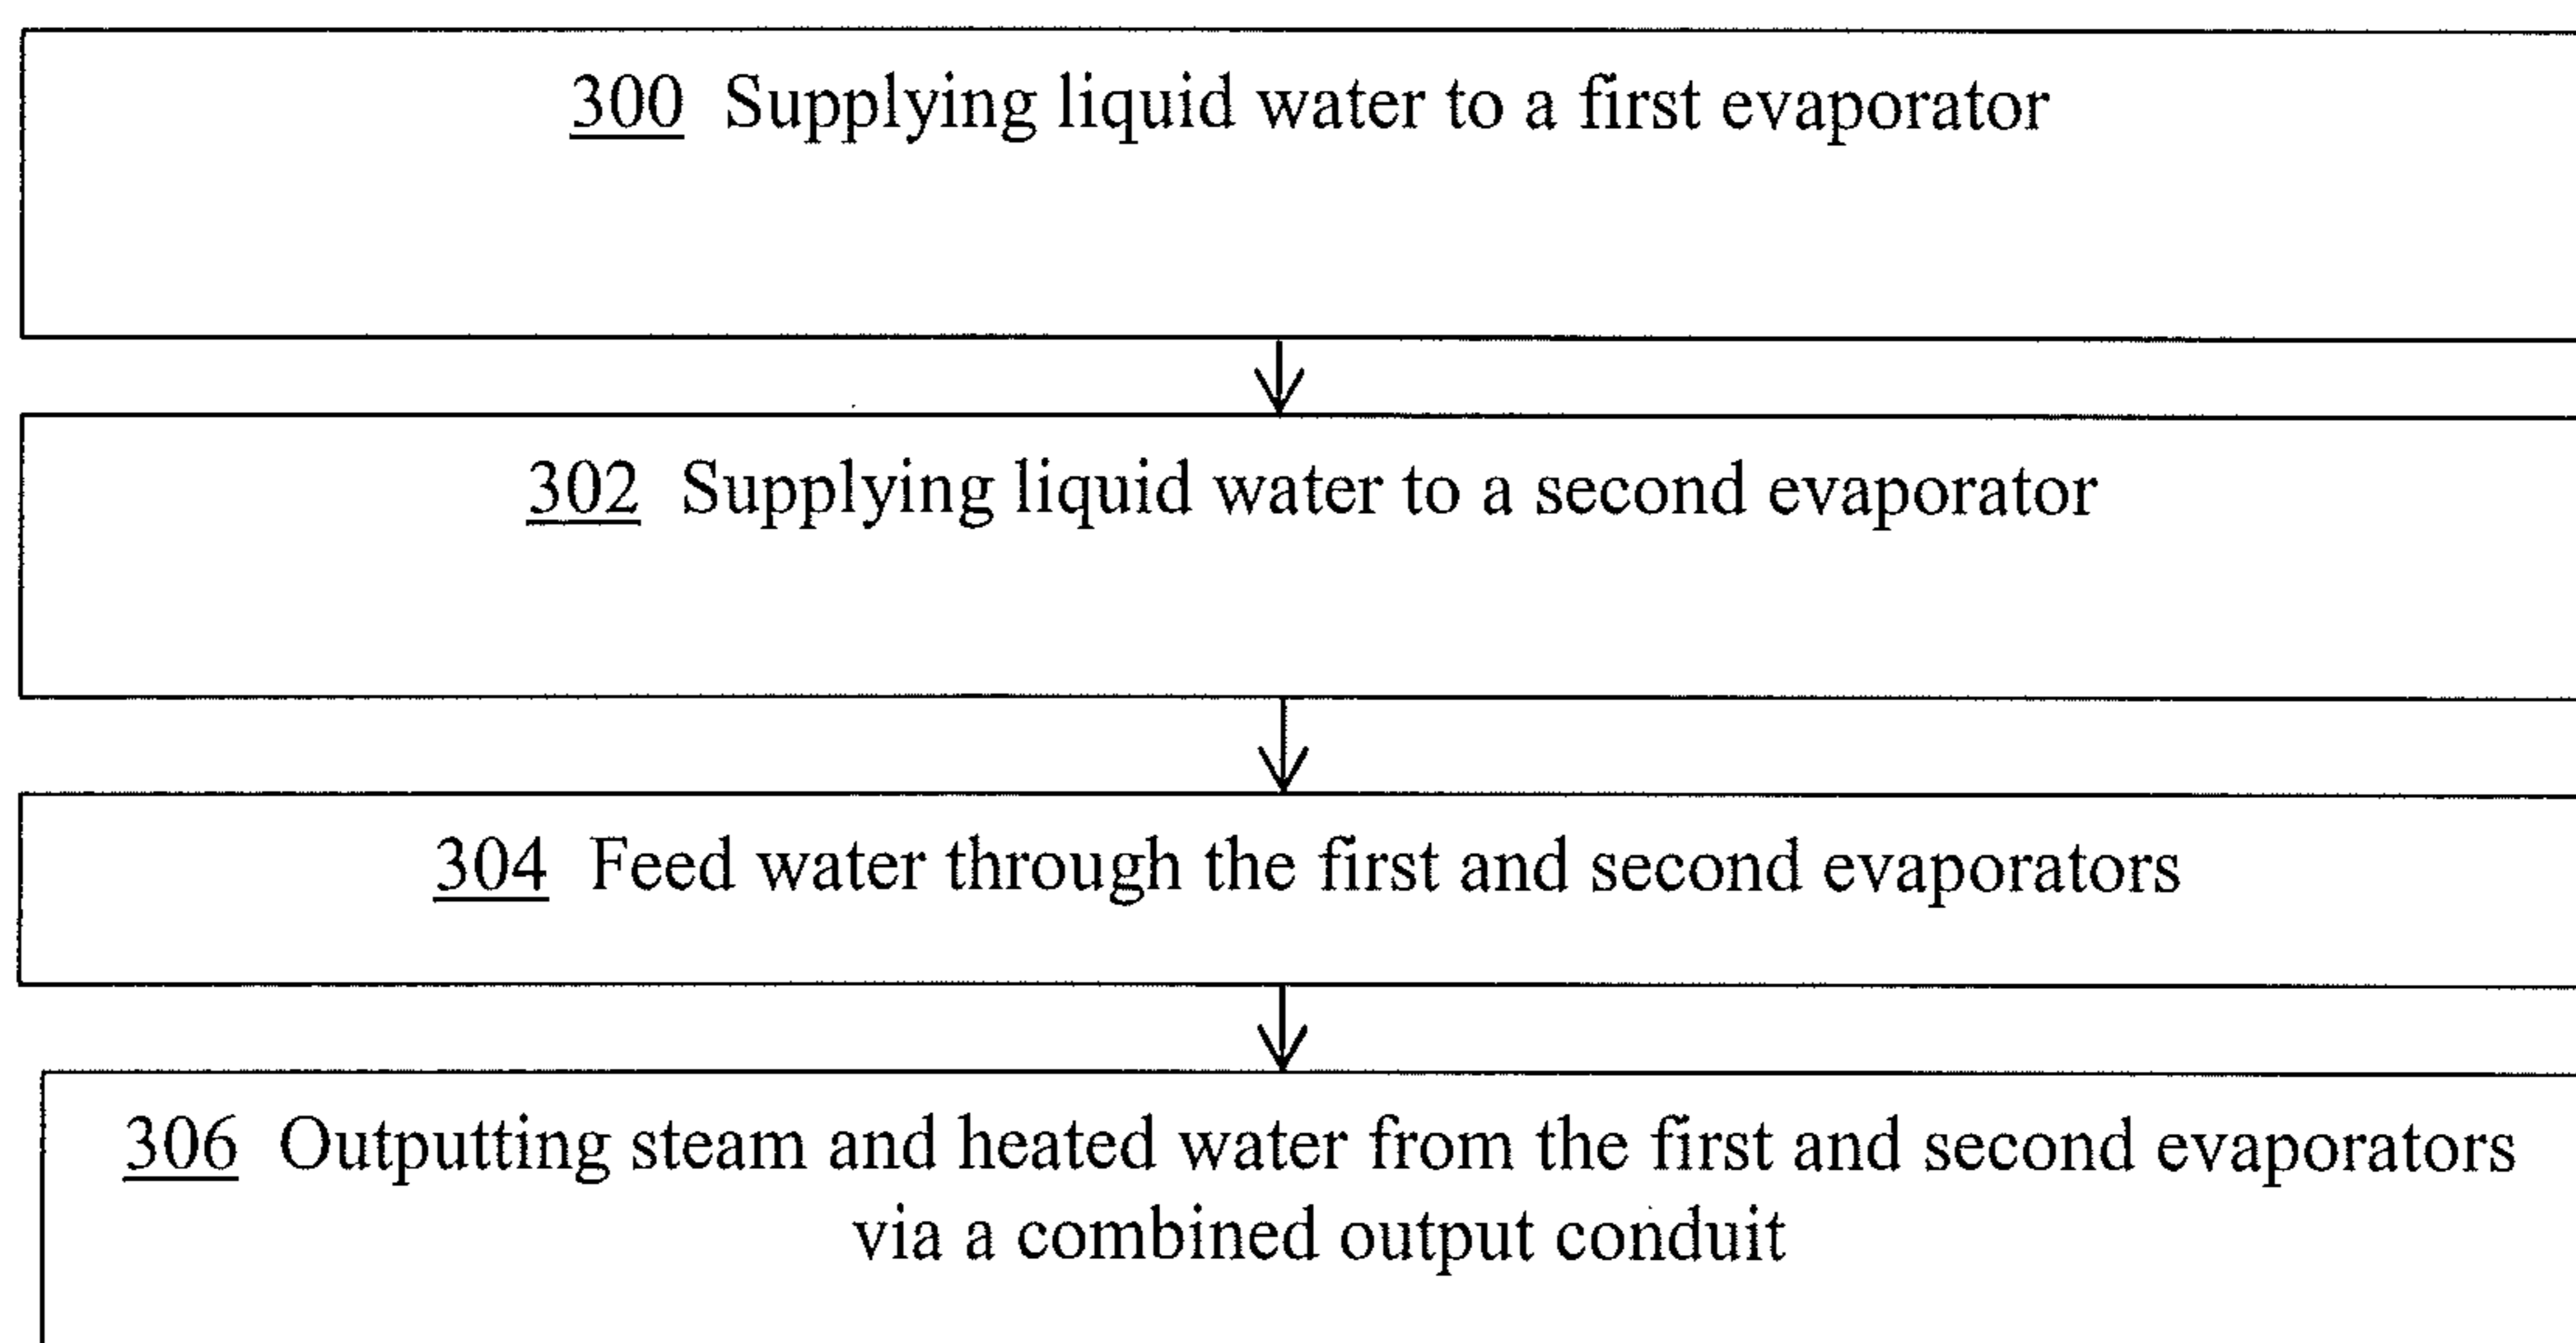 300 Supplying liquid water to a first evaporator
302 Supplying liquid water to a second evaporator
304 Feed water through the first and second evaporators
306 Outputting steam and heated water from the first and second evaporators
via a combined output conduit